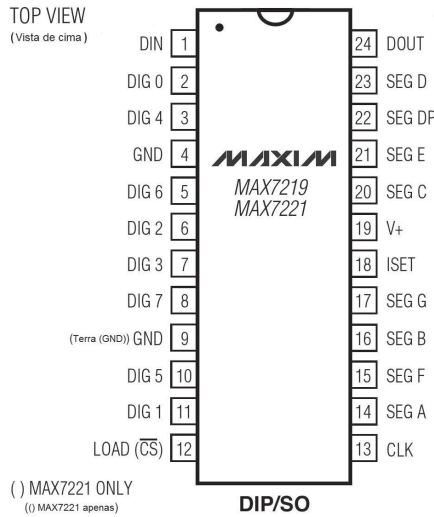 TOP VIEW
(Vista de cima)
DIN 1
DIG 0 2
DIG 4 3
GND 4
DIG 6 5
DIG 2 6
DIG 3 7
DIG 7 8
(Terra (GND)) GND 9
DIG 5 10
DIG 1 11
LOAD (C̅S̅) 12
MAXIM
MAX7219
MAX7221
24 DOUT
23 SEG D
22 SEG DP
21 SEG E
20 SEG C
19 V+
18 ISET
17 SEG G
16 SEG B
15 SEG F
14 SEG A
13 CLK
( ) MAX7221 ONLY
(() MAX7221 apenas)
DIP/SO